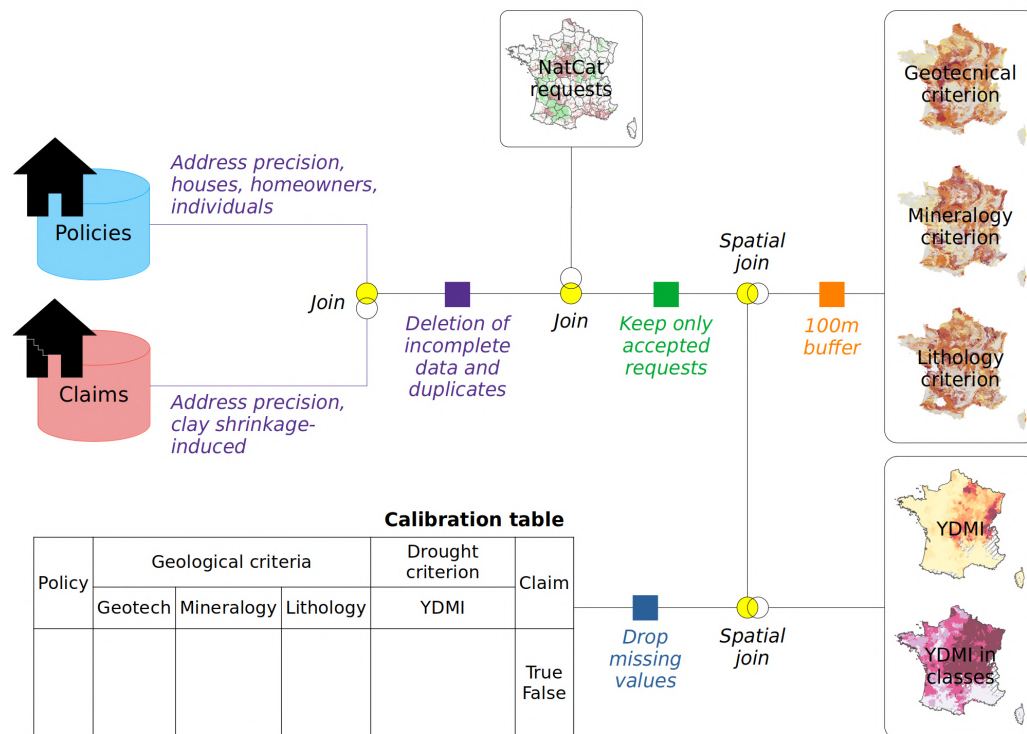 NatCat
requests
Geotecnical
criterion
Mineralogy
criterion
Lithology
criterion
Address precision,
houses, homeowners,
individuals
Policies
Spatial
join
Join
Join
Deletion of
incomplete
data and
duplicates
Keep only
accepted
requests
100m
buffer
Claims
Address precision,
clay shrinkage-
induced
YDMI
YDMI in
classes
Spatial
join
Drop
missing
values
Calibration table
Policy
Geological criteria
Drought
criterion
Claim
Geotech
Mineralogy
Lithology
YDMI
True
False